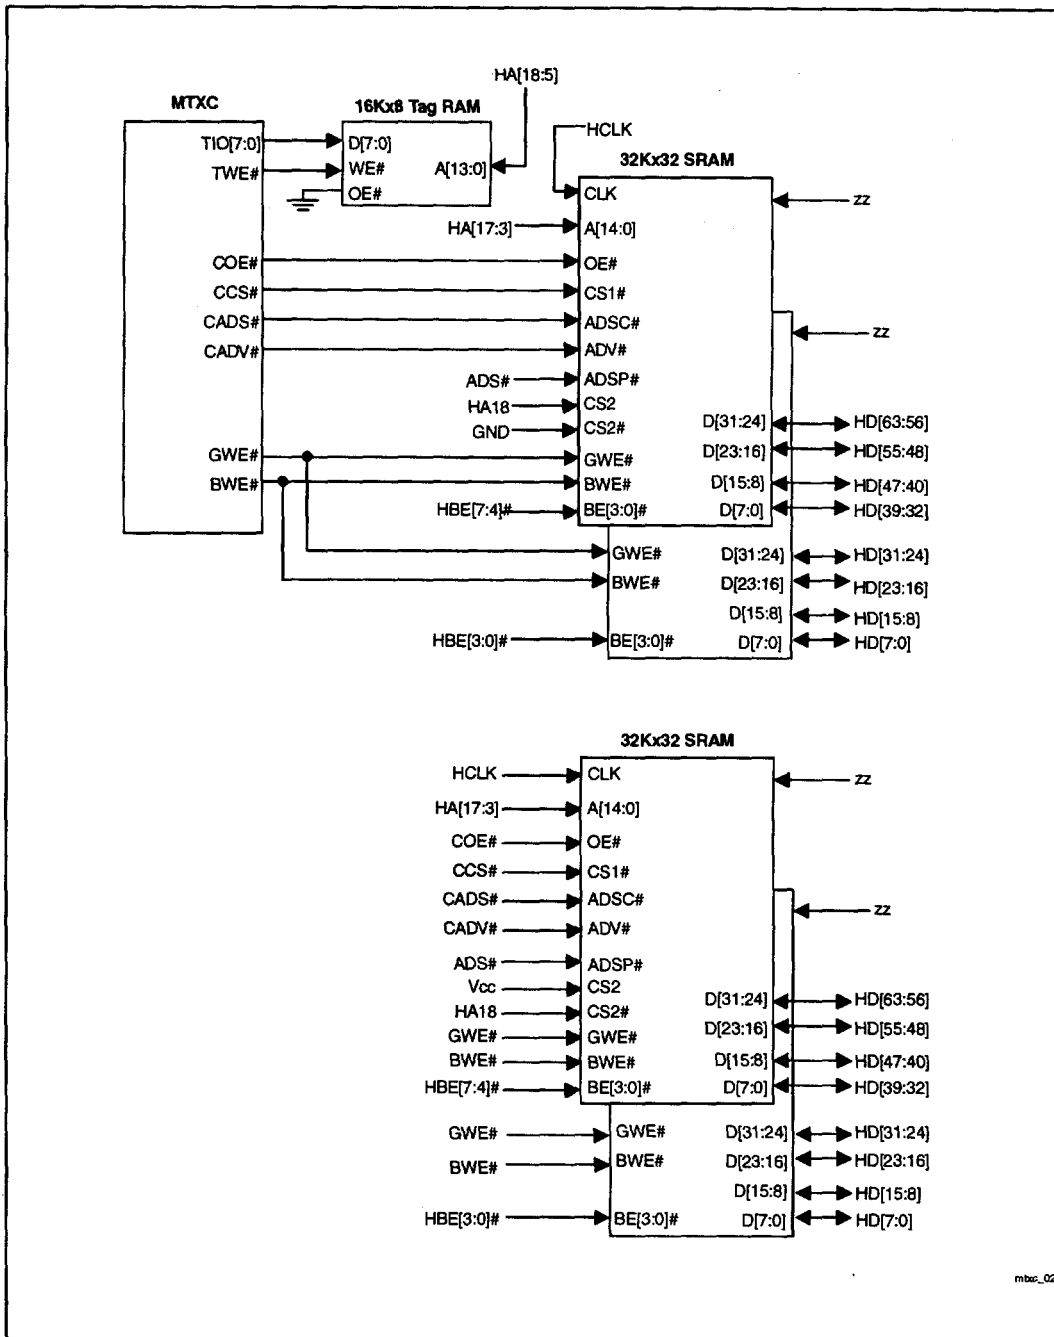 HA[18:5]
MTXC
16Kx8 Tag RAM
HCLK
TIO[7:0]
D[7:0]
TWE#
WE#
A[13:0]
OE#
32Kx32 SRAM
CLK
ZZ
HA[17:3]
A[14:0]
COE#
OE#
CCS#
CS1#
CADS#
ADSC#
ZZ
CADV#
ADV#
ADS#
ADSP#
HA18
CS2
GND
CS2#
D[31:24]
HD[63:56]
GWE#
GWE#
D[23:16]
HD[55:48]
BWE#
BWE#
D[15:8]
HD[47:40]
HBE[7:4]#
BE[3:0]#
D[7:0]
HD[39:32]
GWE#
D[31:24]
HD[31:24]
BWE#
D[23:16]
HD[23:16]
D[15:8]
HD[15:8]
HBE[3:0]#
BE[3:0]#
D[7:0]
HD[7:0]
32Kx32 SRAM
HCLK
CLK
ZZ
HA[17:3]
A[14:0]
COE#
OE#
CCS#
CS1#
CADS#
ADSC#
ZZ
CADV#
ADV#
ADS#
ADSP#
Vcc
CS2
D[31:24]
HD[63:56]
HA18
CS2#
D[23:16]
HD[55:48]
GWE#
GWE#
BWE#
BWE#
D[15:8]
HD[47:40]
HBE[7:4]#
BE[3:0]#
D[7:0]
HD[39:32]
GWE#
GWE#
D[31:24]
HD[31:24]
BWE#
BWE#
D[23:16]
HD[23:16]
D[15:8]
HD[15:8]
HBE[3:0]#
BE[3:0]#
D[7:0]
HD[7:0]